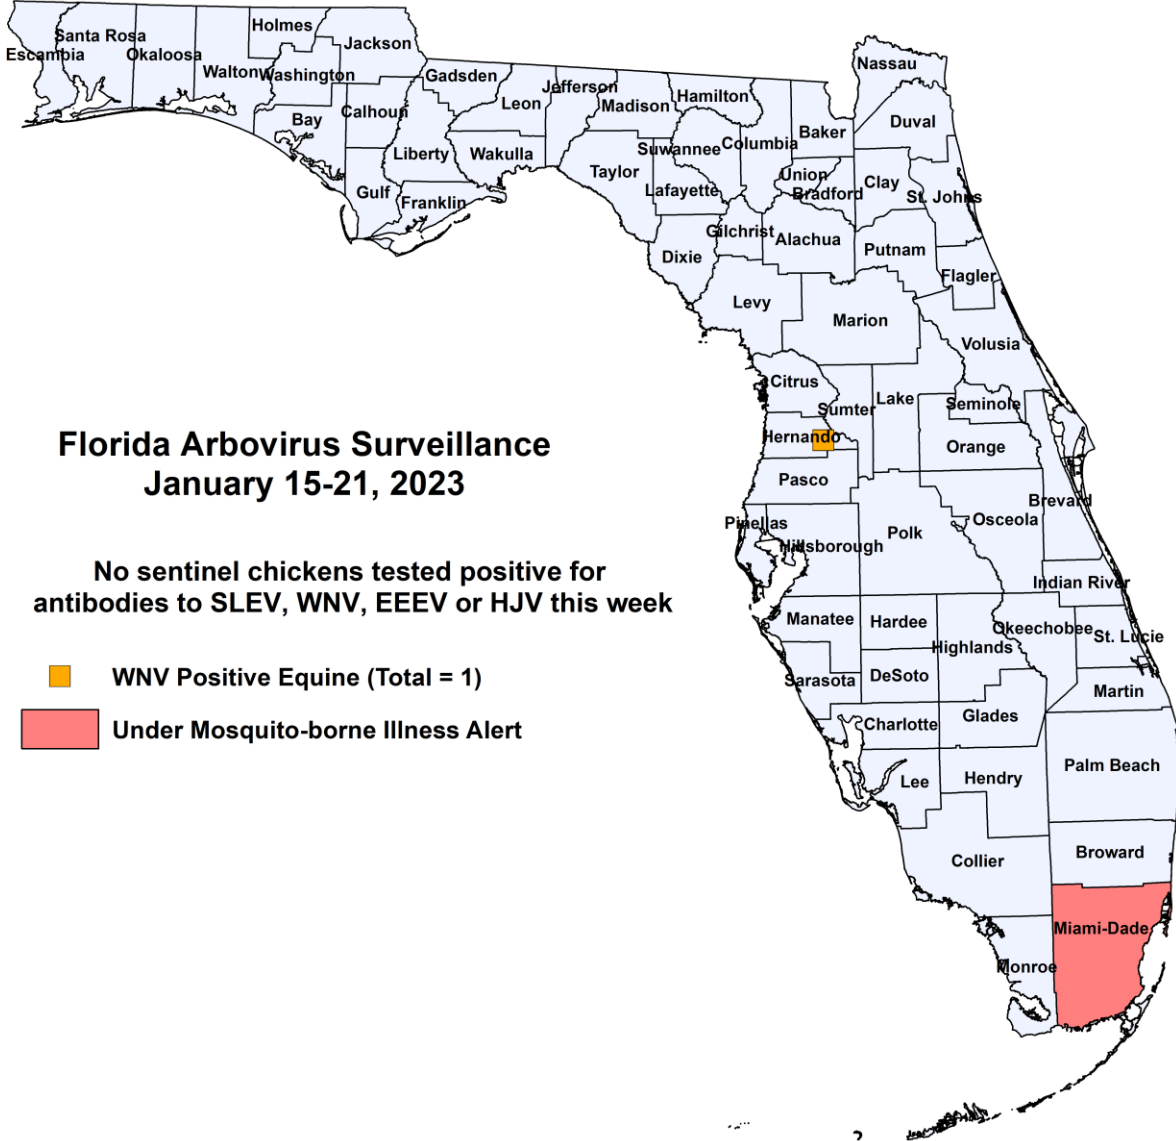 Holmes
Santa Rosa
Jackson
Escambia
Okaloosa
Walton
Washington
Nassau
Gadsden
Jefferson
Hamilton
Leon
Madison
Calhoun
Bay
Duval
Baker
Columbia
Suwannee
Liberty
Wakulla
Taylor
Union
Clay
Lafayette
Bradford
Gulf
Franklin
St. Johns
Gilchrist
Alachua
Putnam
Dixie
Flagler
Levy
Marion
Volusia
Citrus
Lake
Seminole
Sumter
Hernando
Orange
Florida Arbovirus Surveillance
January 15-21, 2023
Pasco
Brevard
Pinellas
Osceola
Polk
Hillsborough
No sentinel chickens tested positive for
antibodies to SLEV, WNV, EEEV or HJV this week
Indian River
Manatee
Hardee
Okeechobee
St. Lucie
Highlands
WNV Positive Equine (Total = 1)
Sarasota
DeSoto
Martin
Under Mosquito-borne Illness Alert
Charlotte
Glades
Palm Beach
Lee
Hendry
Collier
Broward
Miami-Dade
Monroe